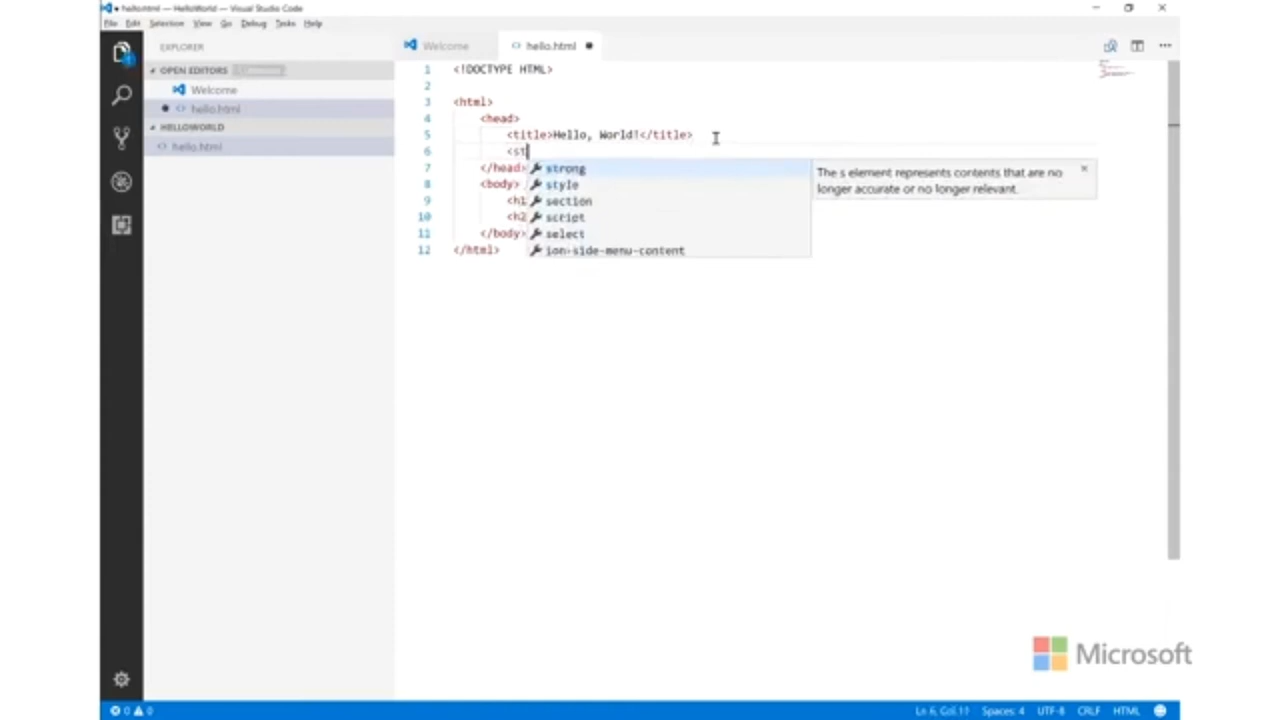 hello.html — HelloWorld — Visual Studio Code
File Edit Selection View Go Debug Tasks Help
EXPLORER
OPEN EDITORS
Welcome
hello.html
HELLOWORLD
hello.html
Welcome
hello.html
1 <!DOCTYPE HTML>
2
3 <html>
4 <head>
5 <title>Hello, World!</title>
6 <st
7 </head>
8 <body>
9 <h1
10 <h2
11 </body>
12 </html>
strong
style
section
script
select
ion-side-menu-content
The s element represents contents that are no
longer accurate or no longer relevant.
Microsoft
0 0
Ln 6, Col 11 Spaces: 4 UTF-8 CRLF HTML